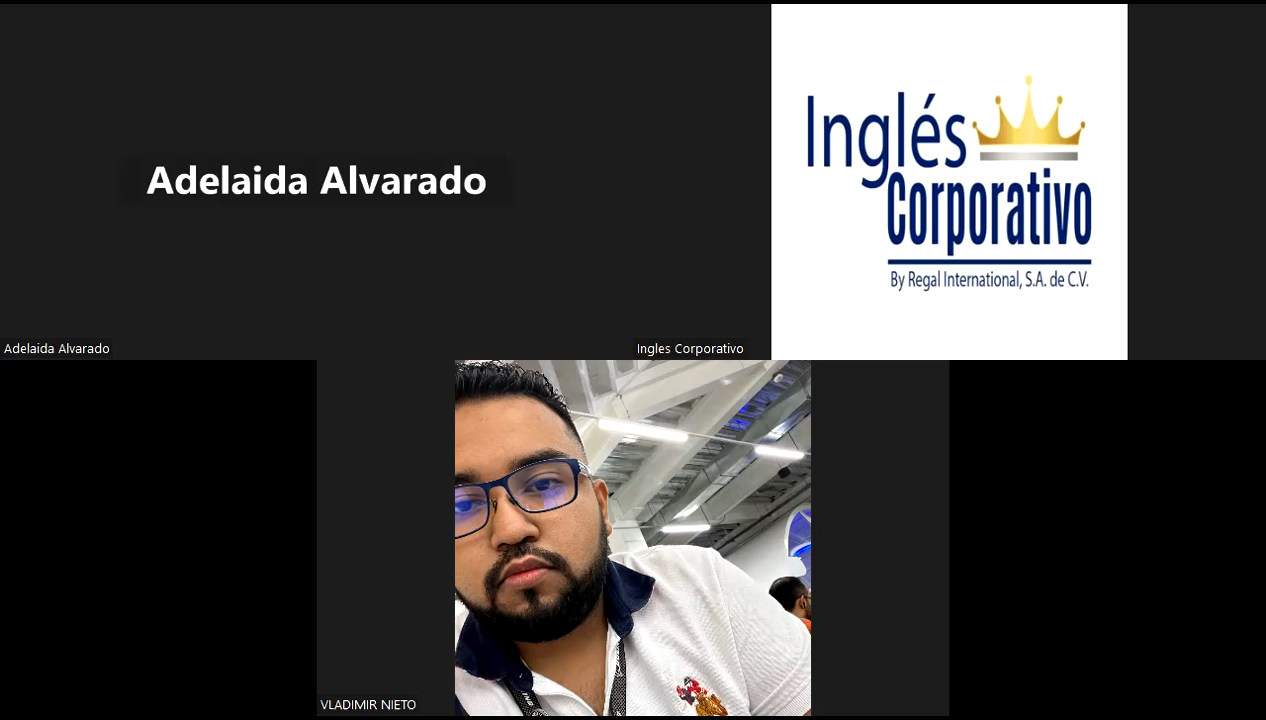 Adelaida Alvarado
Inglés
Corporativo
By Regal International, S.A. de C.V.
Adelaida Alvarado
Ingles Corporativo
VLADIMIR NIETO